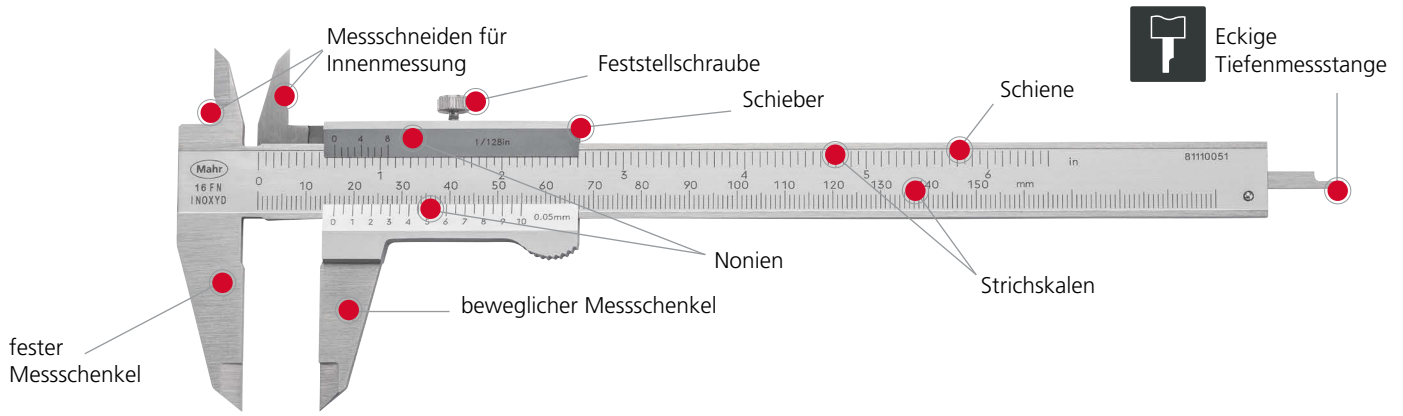 Messschneiden für
Innenmessung
Feststellschraube
Schieber
Schiene
Eckige
Tiefenmessstange
0 4 8
1/128in
Mahr
16 FN
INOXYD
1 2 3 4 5 6 in
81110051
0 10 20 30 40 50 60 70 80 90 100 110 120 130 140 150 mm
0 1 2 3 4 5 6 7 8 9 10 0.05mm
Nonien
Strichskalen
beweglicher Messschenkel
fester
Messschenkel